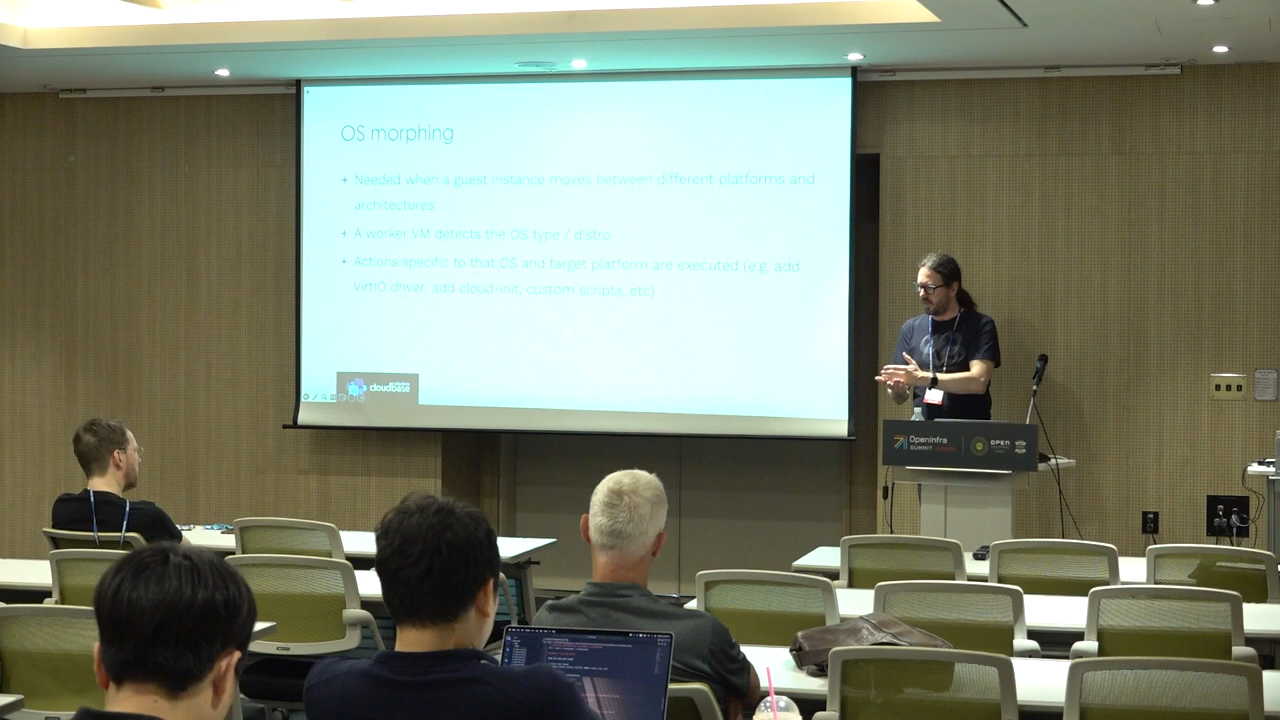 OS morphing
+ Needed when a guest instance moves between different platforms and
architectures
+ A worker VM detects the OS type / distro
+ Actions specific to that OS and target platform are executed (e.g. add
VirtIO driver, add cloud-init, custom scripts, etc)
cloudbase
solutions
OpenInfra
SUMMIT
OPEN